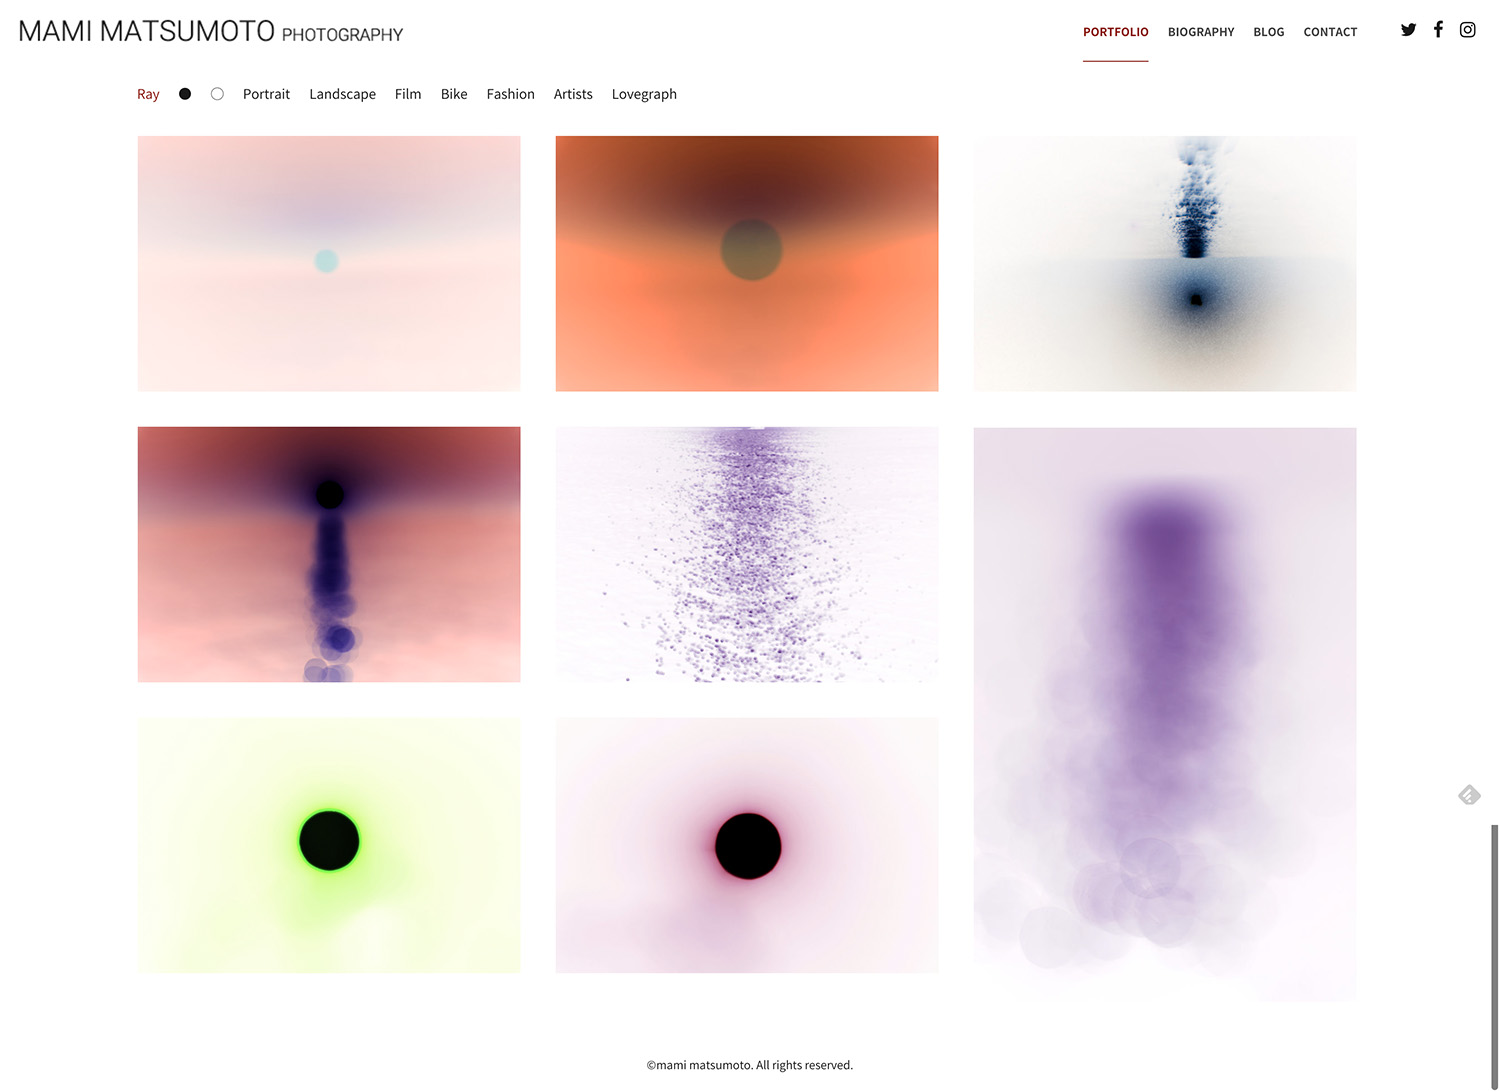 MAMI MATSUMOTO PHOTOGRAPHY
PORTFOLIO BIOGRAPHY BLOG CONTACT
Ray Portrait Landscape Film Bike Fashion Artists Lovegraph
©mami matsumoto. All rights reserved.